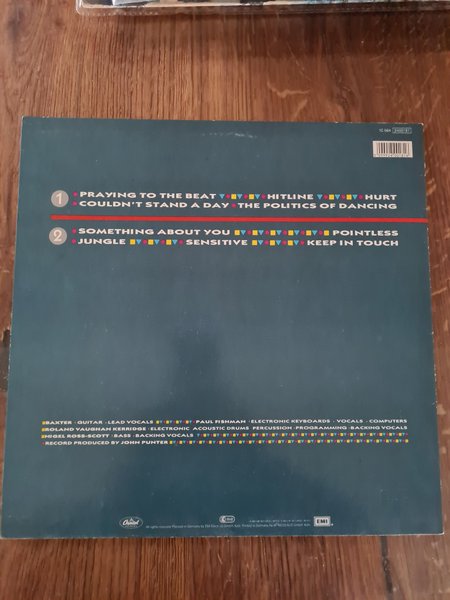 1C 064
1
PRAYING TO THE BEAT HITLINE HURT
COULDN'T STAND A DAY THE POLITICS OF DANCING
2
SOMETHING ABOUT YOU POINTLESS
JUNGLE SENSITIVE KEEP IN TOUCH
BAXTER · GUITAR · LEAD VOCALS PAUL FISHMAN · ELECTRONIC KEYBOARDS · VOCALS · COMPUTERS
ROLAND VAUGHAN KERRIDGE · ELECTRONIC ACOUSTIC DRUMS PERCUSSION · PROGRAMMING · BACKING VOCALS
NIGEL ROSS-SCOTT · BASS · BACKING VOCALS
RECORD PRODUCED BY JOHN PUNTER
Capitol
EMI